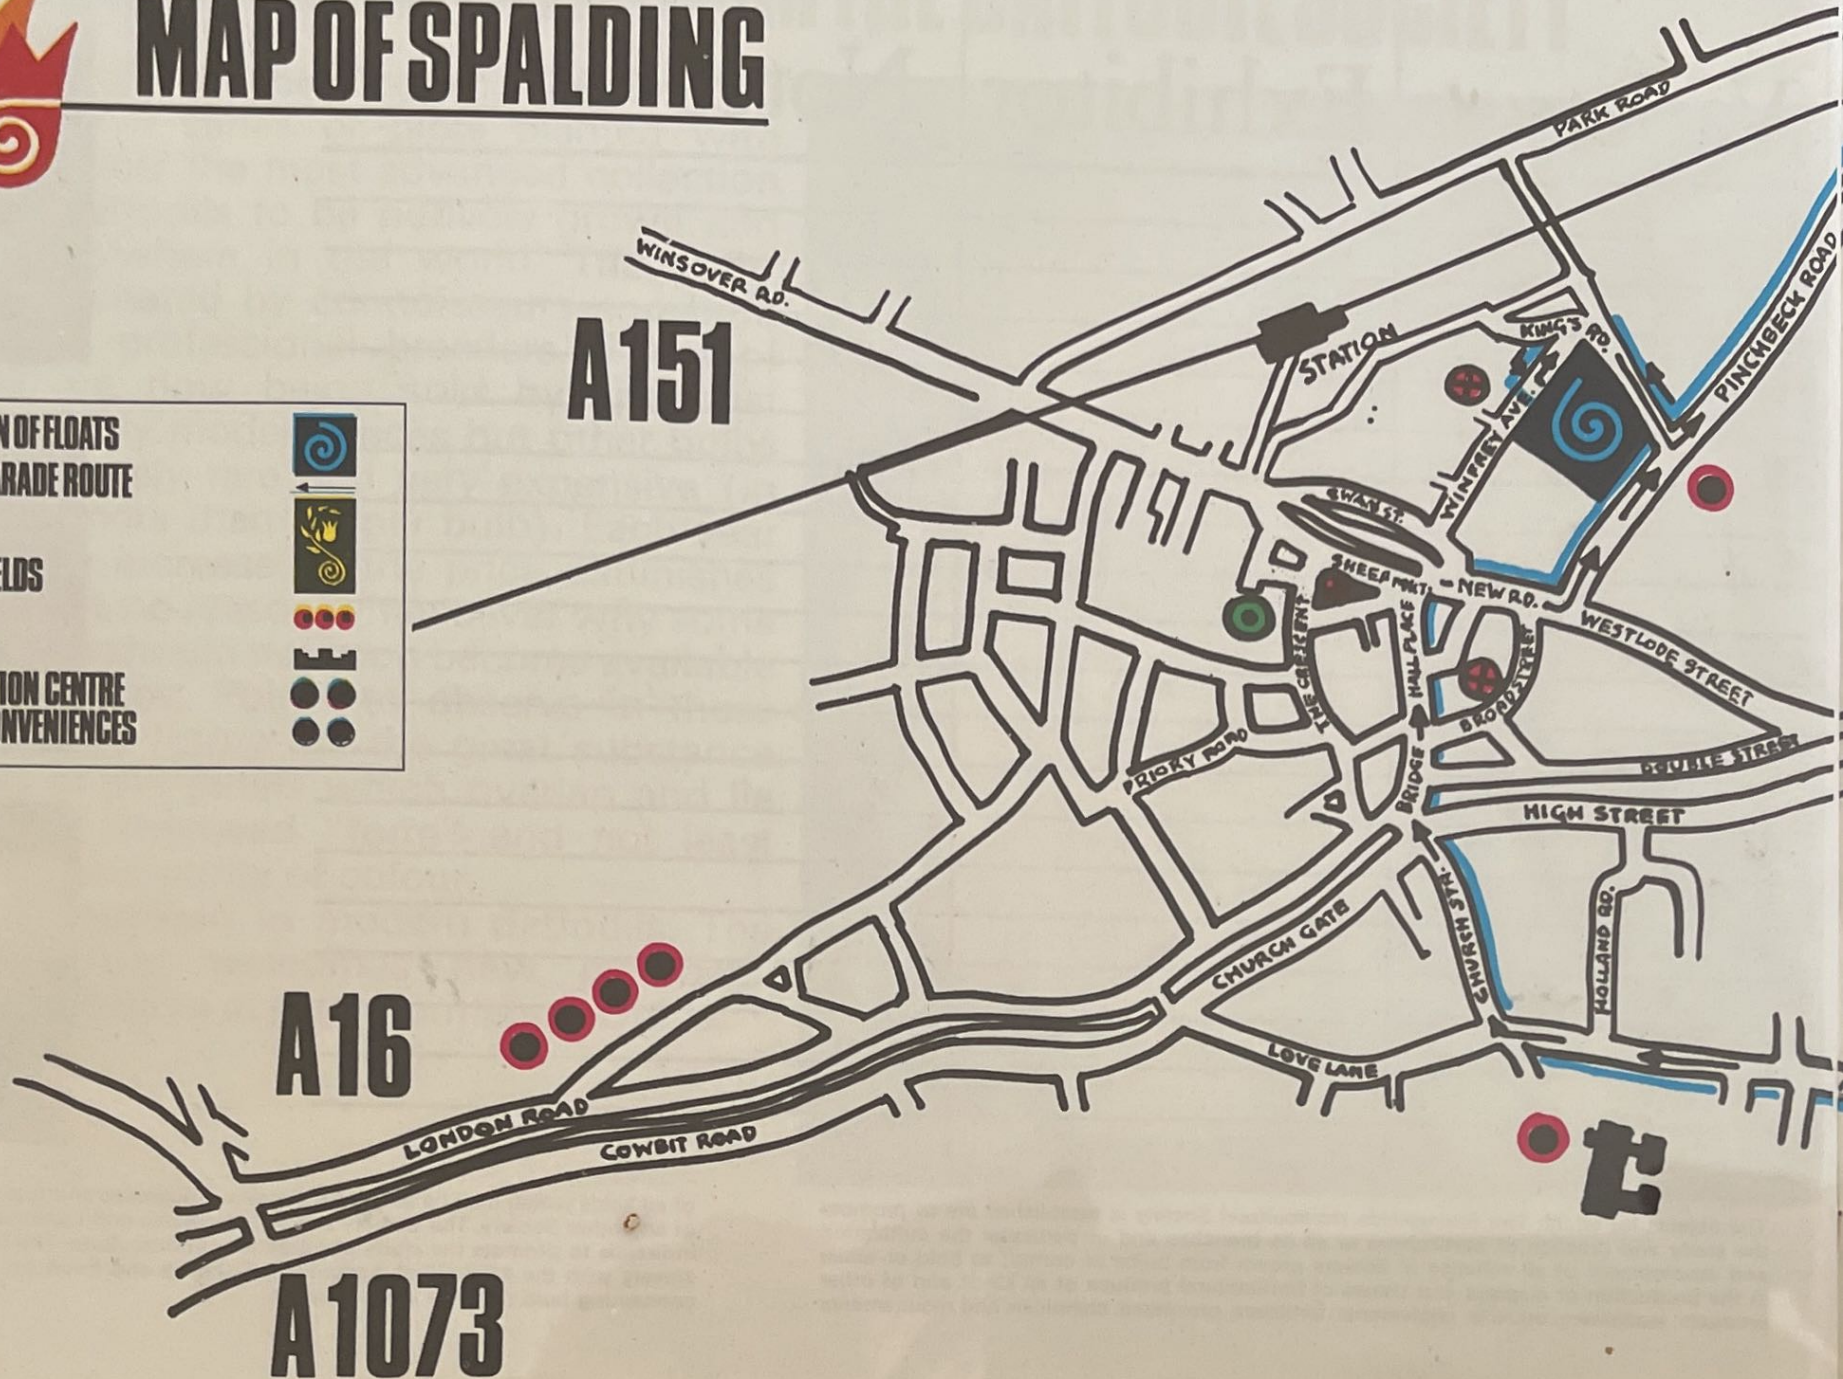 MAP OF SPALDING
PARK ROAD
WINSOVER RD.
A151
STATION
KING'S RD.
PINCHBECK ROAD
WINFREY AVE.
N OF FLOATS
ARADE ROUTE
ELDS
ION CENTRE
NVENIENCES
SWAN ST.
SHEEP MKT.
NEW RD.
WESTLODE STREET
HALL PLACE
THE CRESCENT
BROAD STREET
PRIORY ROAD
BRIDGE
DOUBLE STREET
HIGH STREET
CHURCH GATE
CHURCH ST.
HOLLAND RD.
LOVE LANE
A16
LONDON ROAD
COWBIT ROAD
A1073